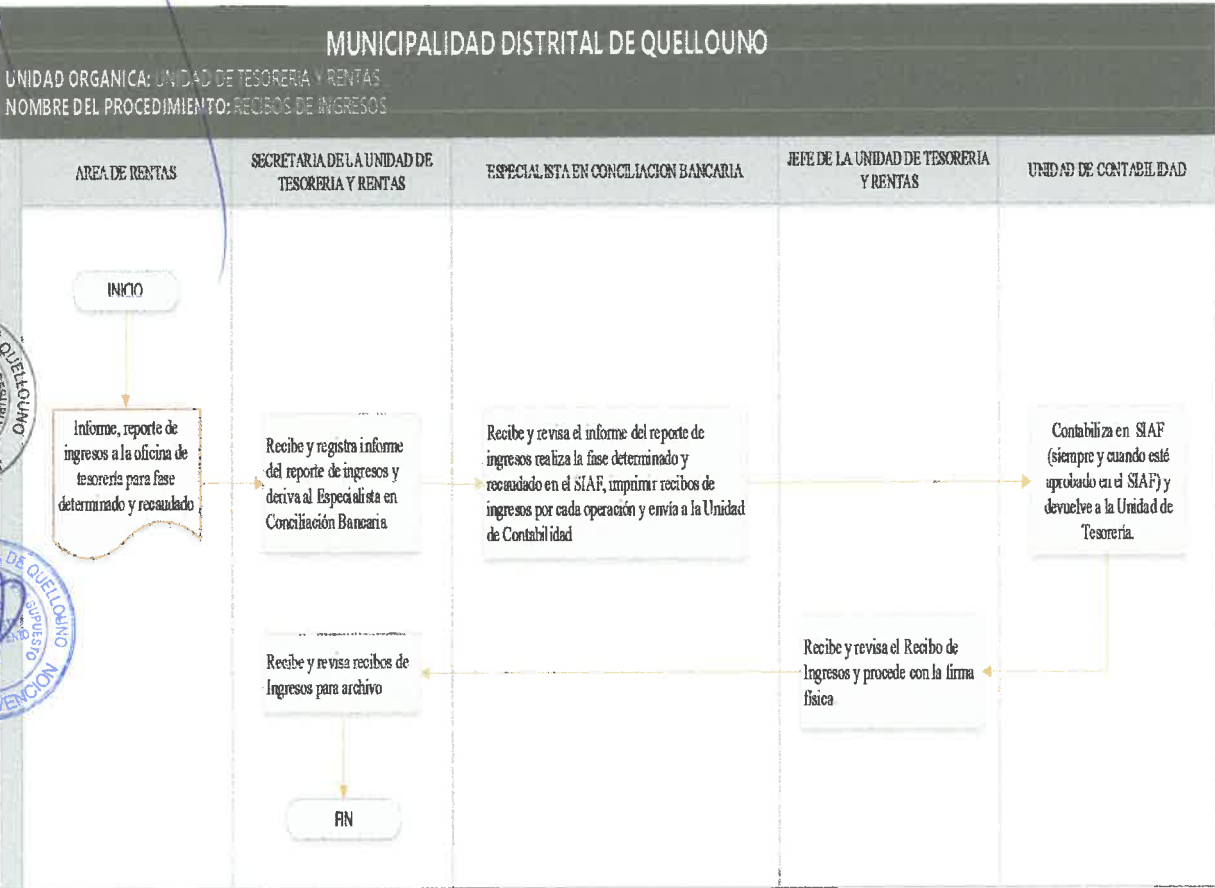 MUNICIPALIDAD DISTRITAL DE QUELLOUNO
UNIDAD ORGANICA: UNIDAD DE TESORERIA Y RENTAS
NOMBRE DEL PROCEDIMIENTO: RECIBOS DE INGRESOS
AREA DE RENTAS
SECRETARIA DE LA UNIDAD DE
TESORERIA Y RENTAS
ESPECIALISTA EN CONCILIACION BANCARIA
JEFE DE LA UNIDAD DE TESORERIA
Y RENTAS
UNIDAD DE CONTABILIDAD
INICIO
Informe, reporte de
ingresos a la oficina de
tesorería para fase
determinado y recaudado
Recibe y registra informe
del reporte de ingresos y
deriva al Especialista en
Conciliación Bancaria
Recibe y revisa el informe del reporte de
ingresos realiza la fase determinado y
recaudado en el SIAF, imprimir recibos de
ingresos por cada operación y envía a la Unidad
de Contabilidad
Contabiliza en SIAF
(siempre y cuando esté
aprobado en el SIAF) y
devuelve a la Unidad de
Tesorería.
Recibe y revisa el Recibo de
Ingresos y procede con la firma
física
Recibe y revisa recibos de
Ingresos para archivo
FIN
QUELLOUNO
DE QUELLOUNO
SUPUESTO
VENCION